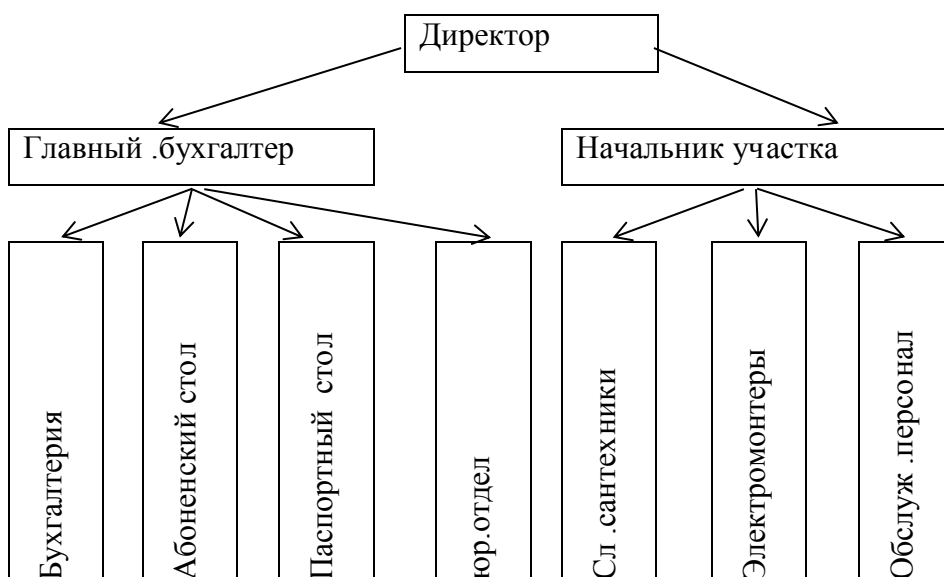 Директор
Главный .бухгалтер
Начальник участка
Бухгалтерия
Абоненский стол
Паспортный стол
юр.отдел
Сл .сантехники
Электромонтеры
Обслуж .персонал